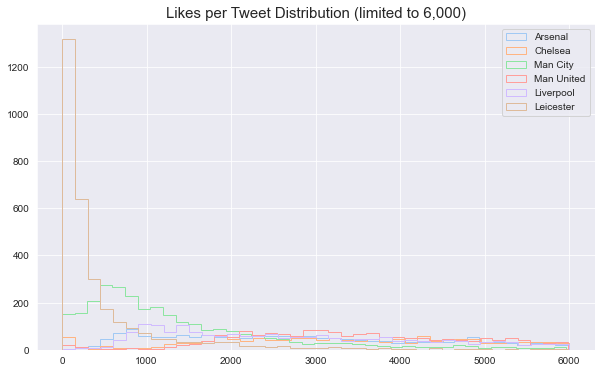 Likes per Tweet Distribution (limited to 6,000)
Arsenal
Chelsea
Man City
Man United
Liverpool
Leicester
1200
1000
800
600
400
200
0
0 1000 2000 3000 4000 5000 6000